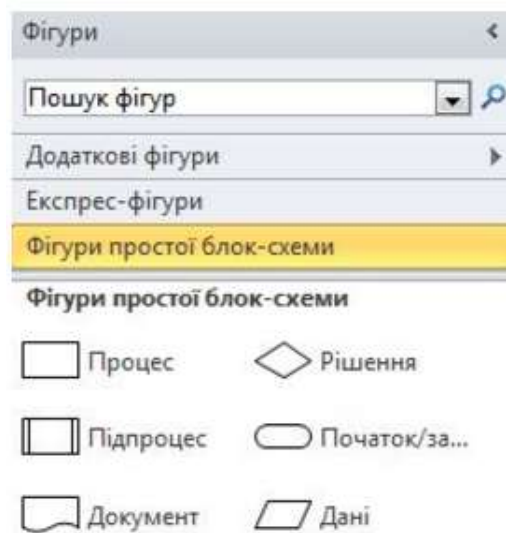 Фігури
Пошук фігур
Додаткові фігури
Експрес-фігури
Фігури простої блок-схеми
Фігури простої блок-схеми
Процес Рішення
Підпроцес Початок/за...
Документ Дані